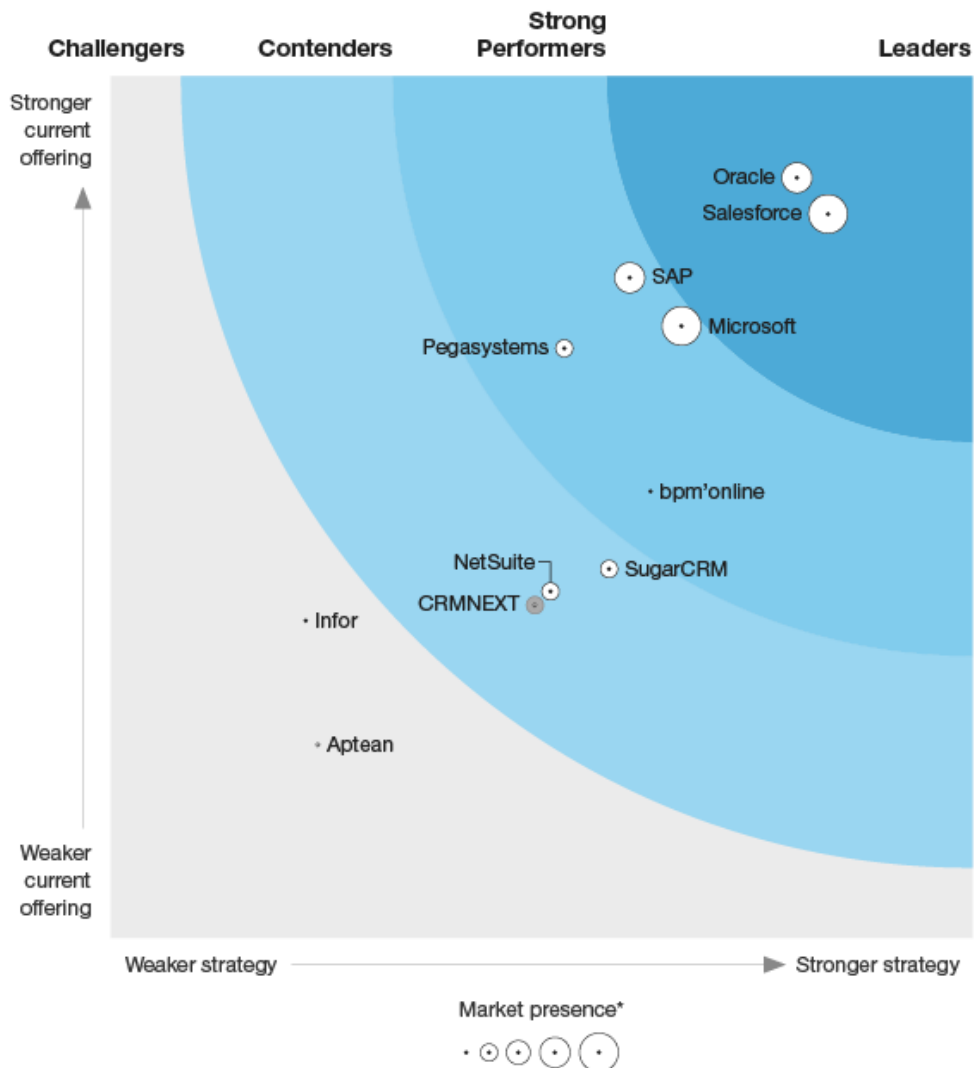 Challengers
Contenders
Strong
Performers
Leaders
Stronger
current
offering
Oracle
Salesforce
SAP
Microsoft
Pegasystems
bpm’online
NetSuite
SugarCRM
CRMNEXT
Infor
Aptean
Weaker
current
offering
Weaker strategy
Stronger strategy
Market presence*